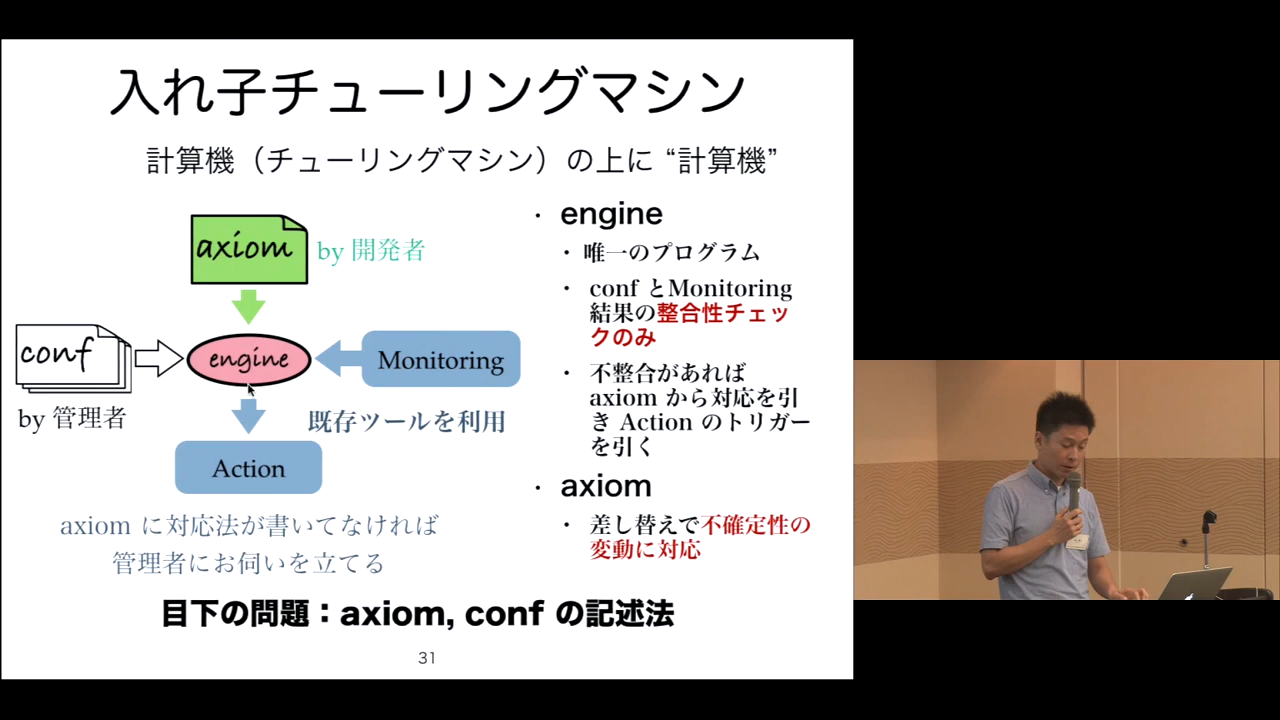 入れ子チューリングマシン
計算機（チューリングマシン）の上に “計算機”
axiom
by 開発者
conf
engine
Monitoring
by 管理者
既存ツールを利用
Action
axiom に対応法が書いてなければ
管理者にお伺いを立てる
・ engine
・ 唯一のプログラム
・ conf とMonitoring
結果の整合性チェッ
クのみ
・ 不整合があれば
axiom から対応を引
き Action のトリガー
を引く
・ axiom
・ 差し替えで不確定性の
変動に対応
目下の問題：axiom, conf の記述法
31